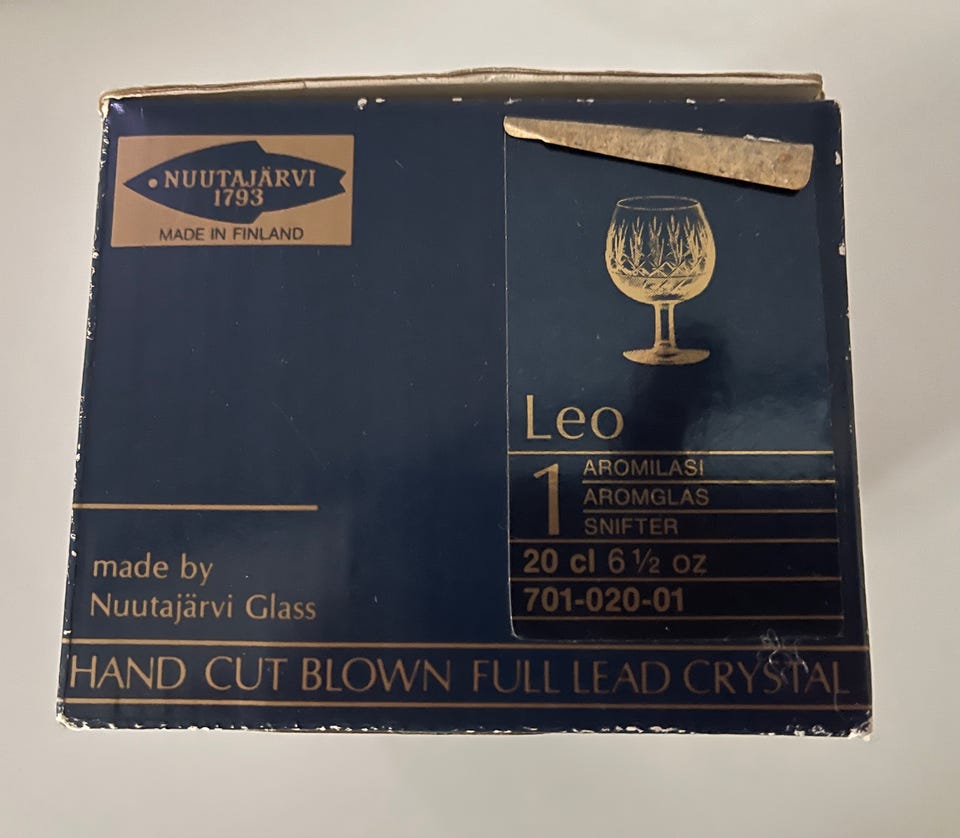 NUUTAJÄRVI
1793
MADE IN FINLAND
Leo
1
AROMILASI
AROMGLAS
SNIFTER
20 cl 6 ½ oz
701-020-01
made by
Nuutajärvi Glass
HAND CUT BLOWN FULL LEAD CRYSTAL